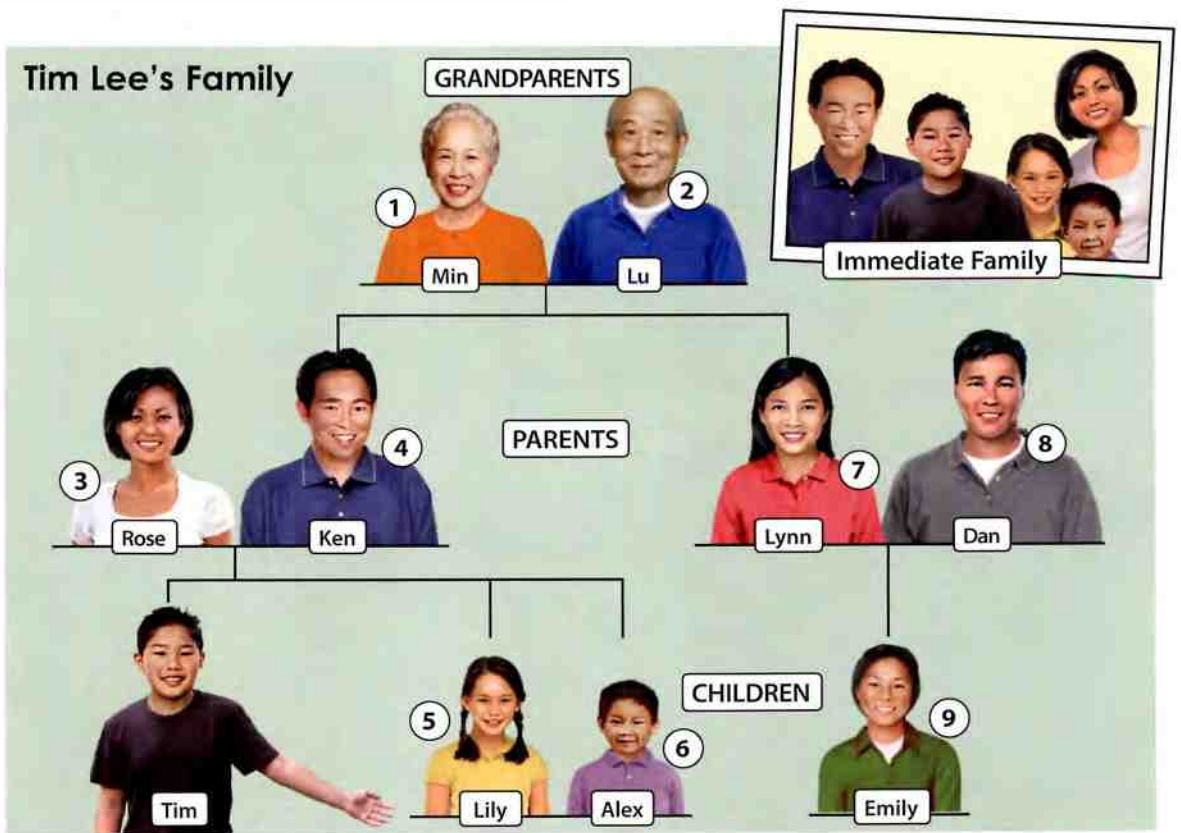 Tim Lee's Family
GRANDPARENTS
1
2
Min
Lu
Immediate Family
3
4
PARENTS
7
8
Rose
Ken
Lynn
Dan
5
6
CHILDREN
9
Tim
Lily
Alex
Emily